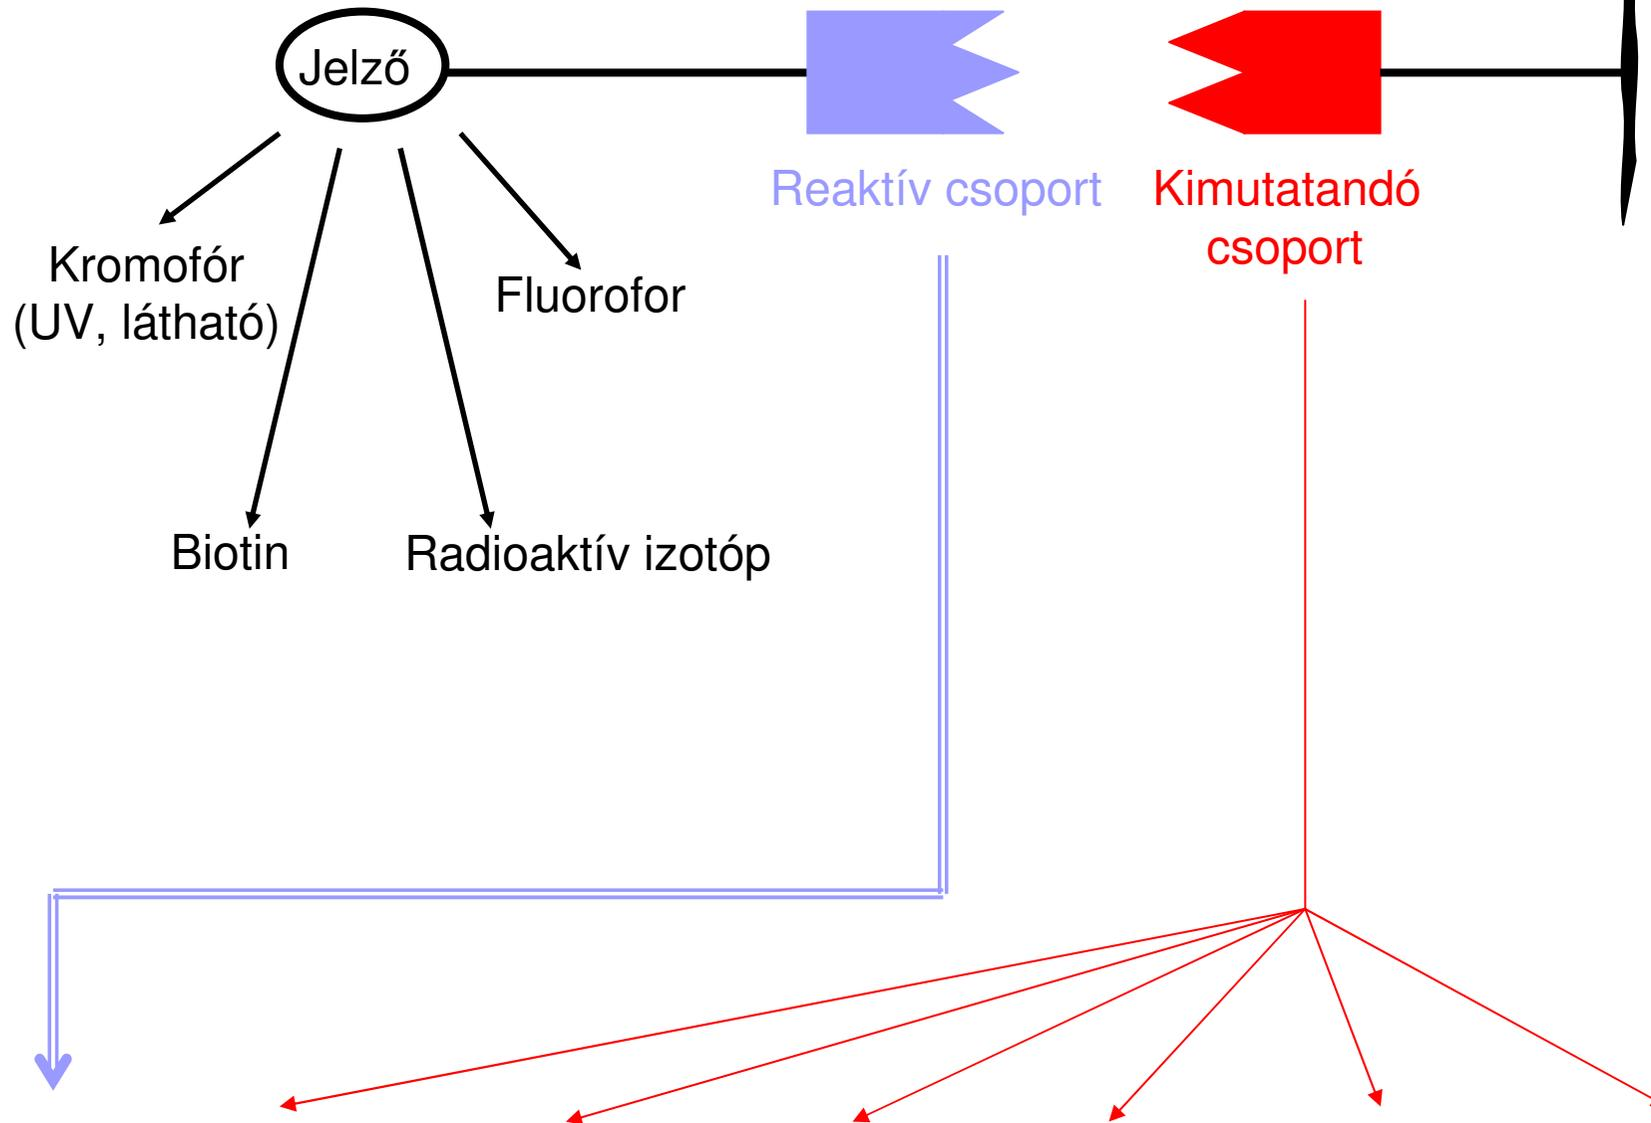 Jelző
Reaktív csoport
Kimutatandó
csoport
Kromofór
(UV, látható)
Fluorofor
Biotin
Radioaktív izotóp